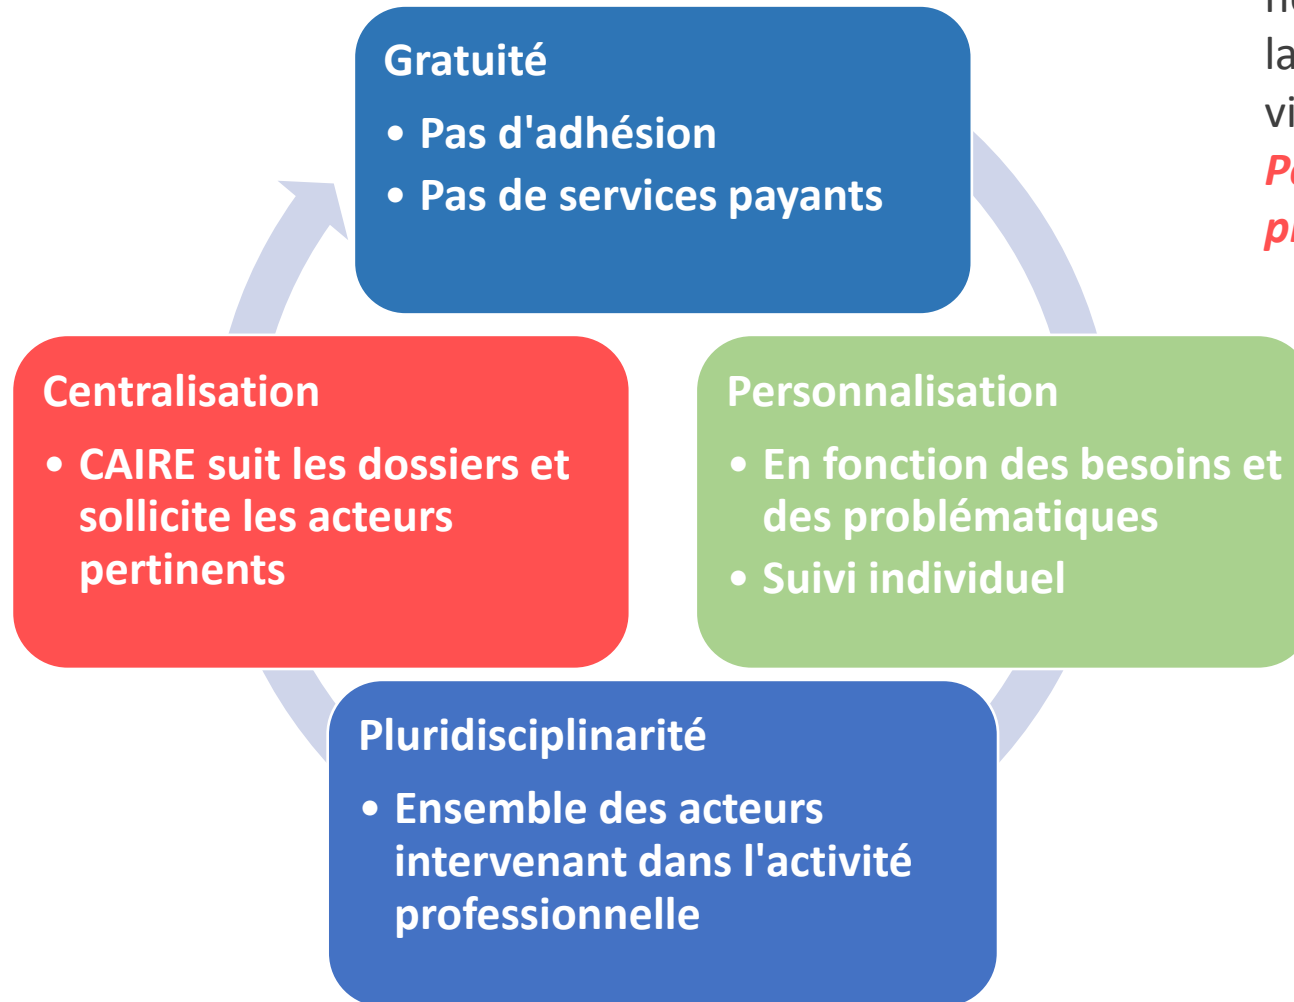 Gratuité
• Pas d'adhésion
• Pas de services payants
la
Centralisation
• CAIRE suit les dossiers et
sollicite les acteurs
pertinents
Personnalisation
• En fonction des besoins et
des problématiques
• Suivi individuel
Pluridisciplinarité
• Ensemble des acteurs
intervenant dans l'activité
professionnelle